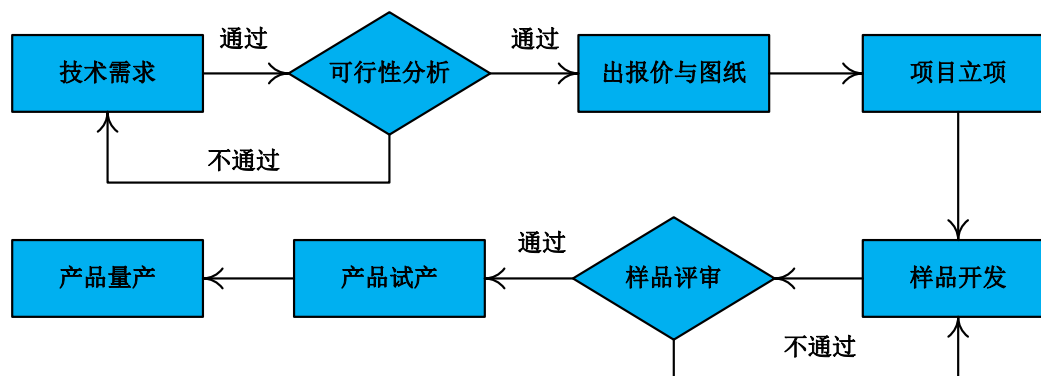 通过
通过
技术需求
可行性分析
出报价与图纸
项目立项
不通过
通过
产品量产
产品试产
样品评审
样品开发
不通过